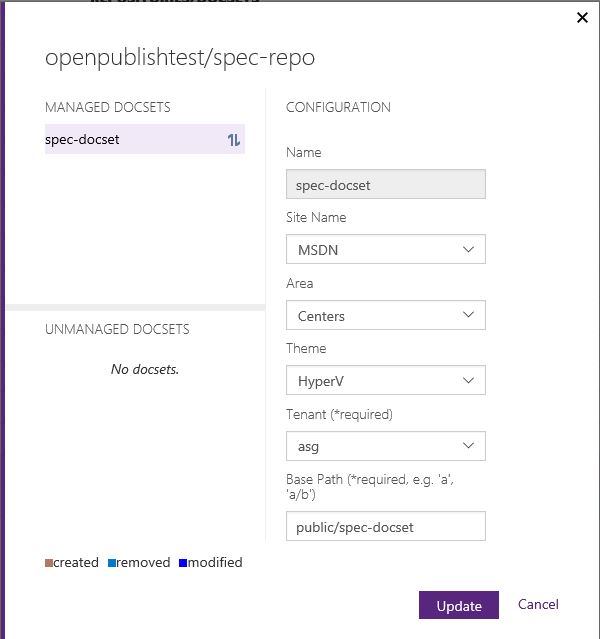 openpublishtest/spec-repo
MANAGED DOCSETS
spec-docset
UNMANAGED DOCSETS
No docsets.
created removed modified
CONFIGURATION
Name
spec-docset
Site Name
MSDN
Area
Centers
Theme
HyperV
Tenant (*required)
asg
Base Path (*required, e.g. 'a',
'a/b')
public/spec-docset
Update Cancel